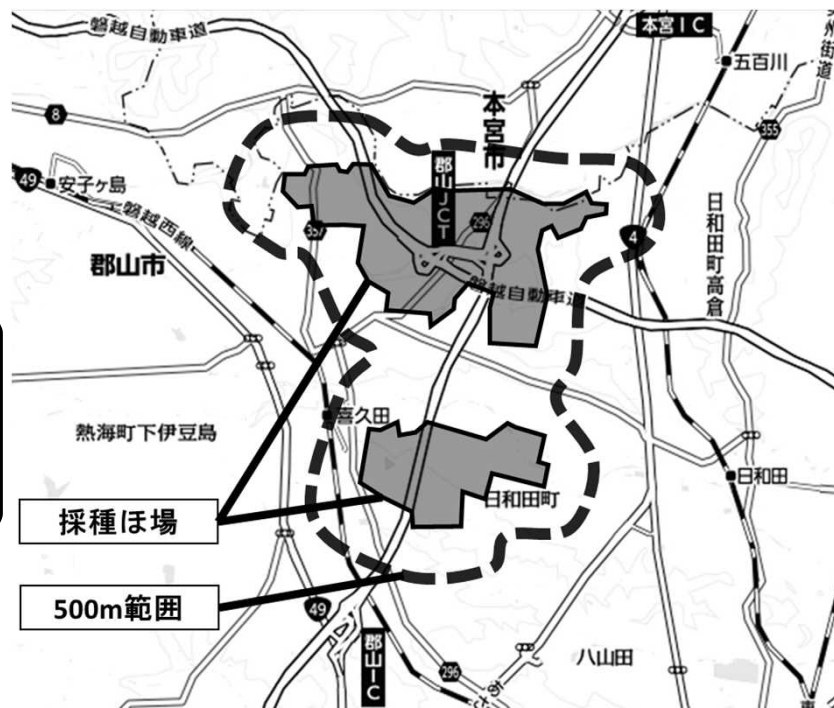 磐越自動車道
本宮IC
五百川
州街道
8
本宮市
355
49
安子ヶ島
磐越西線
郡山JCT
296
357
4
日和田町高倉
郡山市
磐越自動車道
喜久田
熱海町下伊豆島
日和田
採種ほ場
日和田町
500m範囲
49
郡山IC
296
八山田